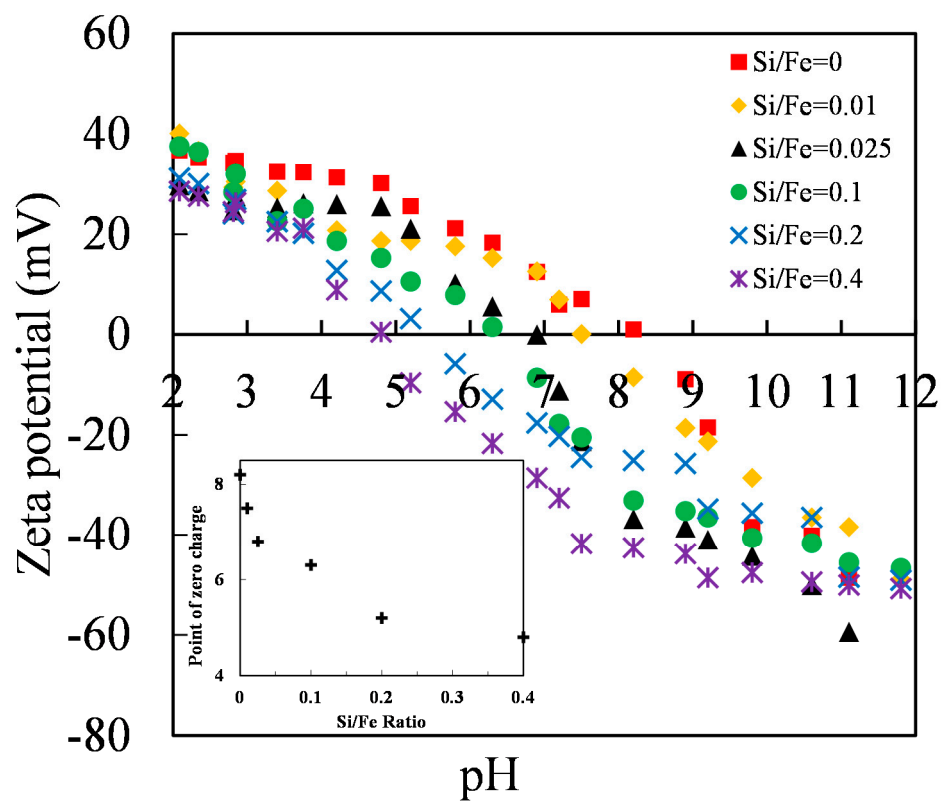 60
40
20
0
-20
-40
-60
-80
Zeta potential (mV)
Si/Fe=0
Si/Fe=0.01
Si/Fe=0.025
Si/Fe=0.1
Si/Fe=0.2
Si/Fe=0.4
2 3 4 5 6 7 8 9 10 11 12
8
6
4
Point of zero charge
0 0.1 0.2 0.3 0.4
Si/Fe Ratio
pH